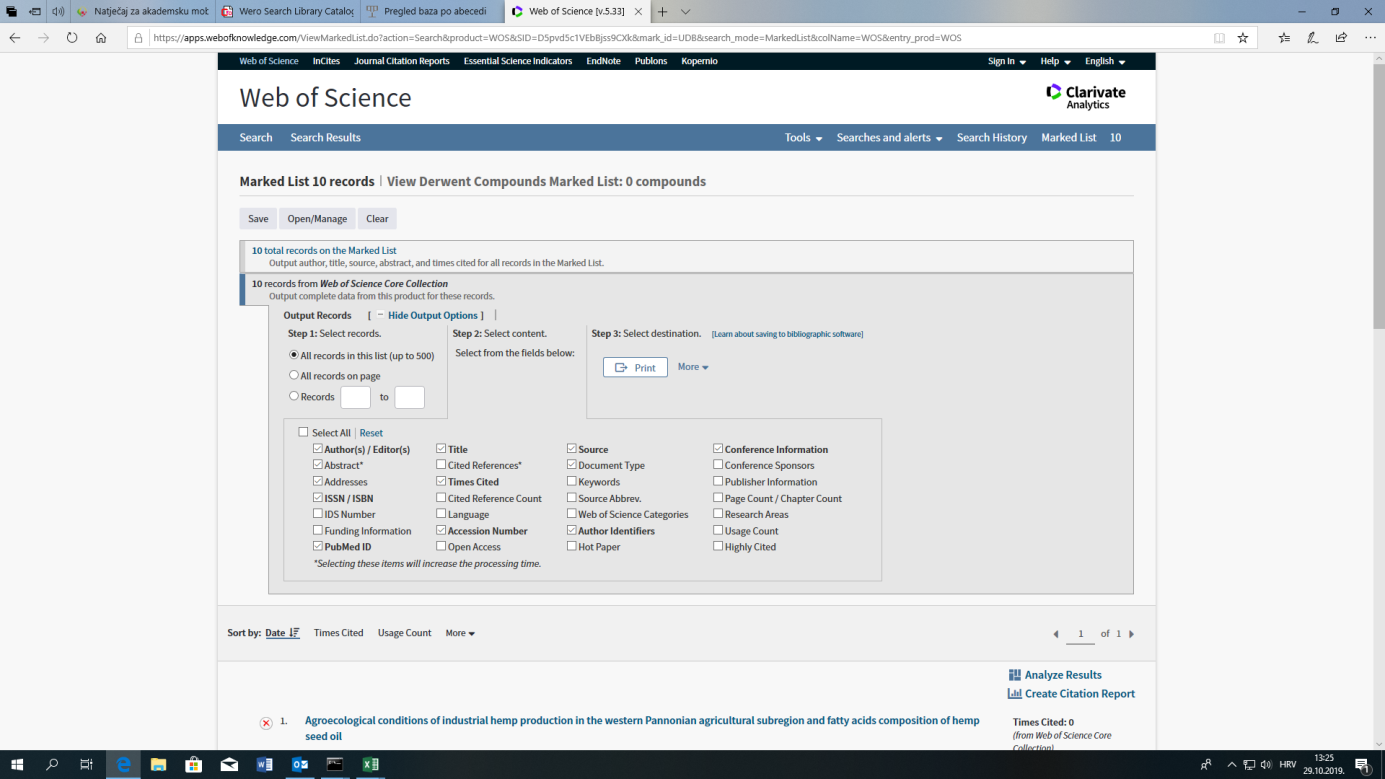 Natječaj za akademsku mob
Wero Search Library Catalog
Pregled baza po abecedi
Web of Science [v.5.33]
https://apps.webofknowledge.com/ViewMarkedList.do?action=Search&product=WOS&SID=D5pvd5c1VEbBjss9CXk&mark_id=UDB&search_mode=MarkedList&colName=WOS&entry_prod=WOS
Web of Science InCites Journal Citation Reports Essential Science Indicators EndNote Publons Kopernio Sign In Help English
Web of Science
Clarivate
Analytics
Search Search Results Tools Searches and alerts Search History Marked List 10
Marked List 10 records | View Derwent Compounds Marked List: 0 compounds
Save Open/Manage Clear
10 total records on the Marked List
Output author, title, source, abstract, and times cited for all records in the Marked List.
10 records from Web of Science Core Collection
Output complete data from this product for these records.
Output Records [ − Hide Output Options ] |
Step 1: Select records. Step 2: Select content. Step 3: Select destination. [Learn about saving to bibliographic software]
All records in this list (up to 500) Select from the fields below:
Print More
All records on page
Records to
Select All | Reset
Author(s) / Editor(s) Title Source Conference Information
Abstract* Cited References* Document Type Conference Sponsors
Addresses Times Cited Keywords Publisher Information
ISSN / ISBN Cited Reference Count Source Abbrev. Page Count / Chapter Count
IDS Number Language Web of Science Categories Research Areas
Funding Information Accession Number Author Identifiers Usage Count
PubMed ID Open Access Hot Paper Highly Cited
*Selecting these items will increase the processing time.
Sort by: Date Times Cited Usage Count More 1 of 1
Analyze Results
Create Citation Report
1. Agroecological conditions of industrial hemp production in the western Pannonian agricultural subregion and fatty acids composition of hemp
seed oil
Times Cited: 0
(from Web of Science Core
Collection)
HRV
13:25
29.10.2019.
1